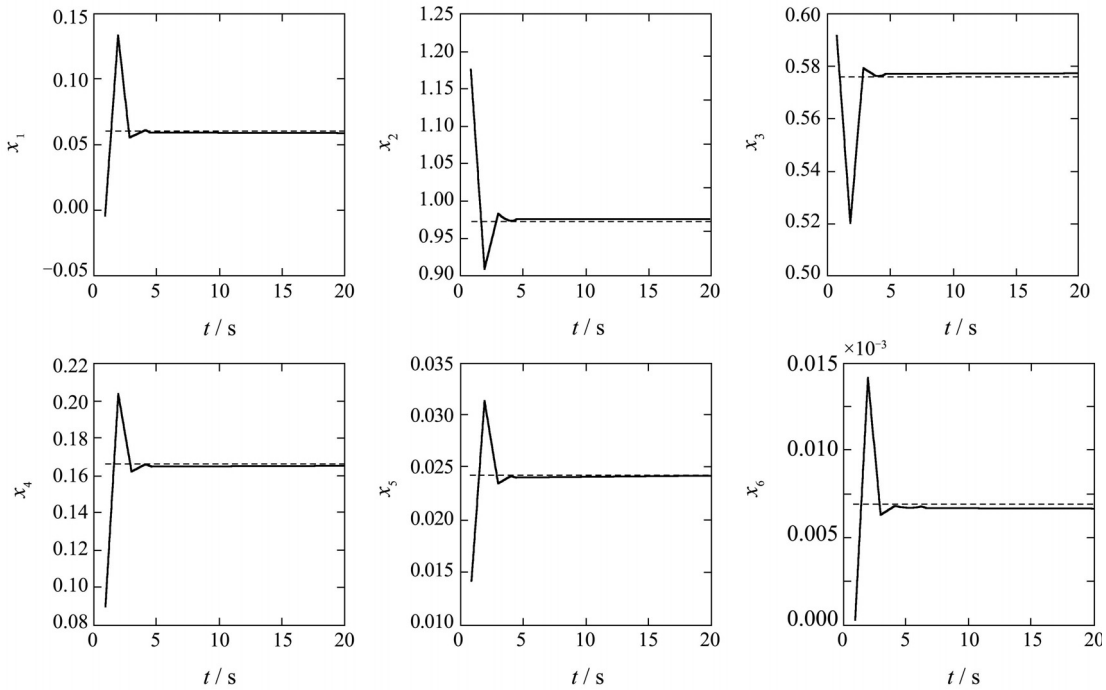 0.15
0.10
0.05
0.00
−0.05
x₁
0 5 10 15 20
t / s
1.25
1.20
1.15
1.10
1.05
1.00
0.95
0.90
x₂
0 5 10 15 20
t / s
0.60
0.58
0.56
0.54
0.52
0.50
x₃
0 5 10 15 20
t / s
0.22
0.20
0.18
0.16
0.14
0.12
0.10
0.08
x₄
0 5 10 15 20
t / s
0.035
0.030
0.025
0.020
0.015
0.010
x₅
0 5 10 15 20
t / s
×10⁻³
0.015
0.010
0.005
0.000
x₆
0 5 10 15 20
t / s